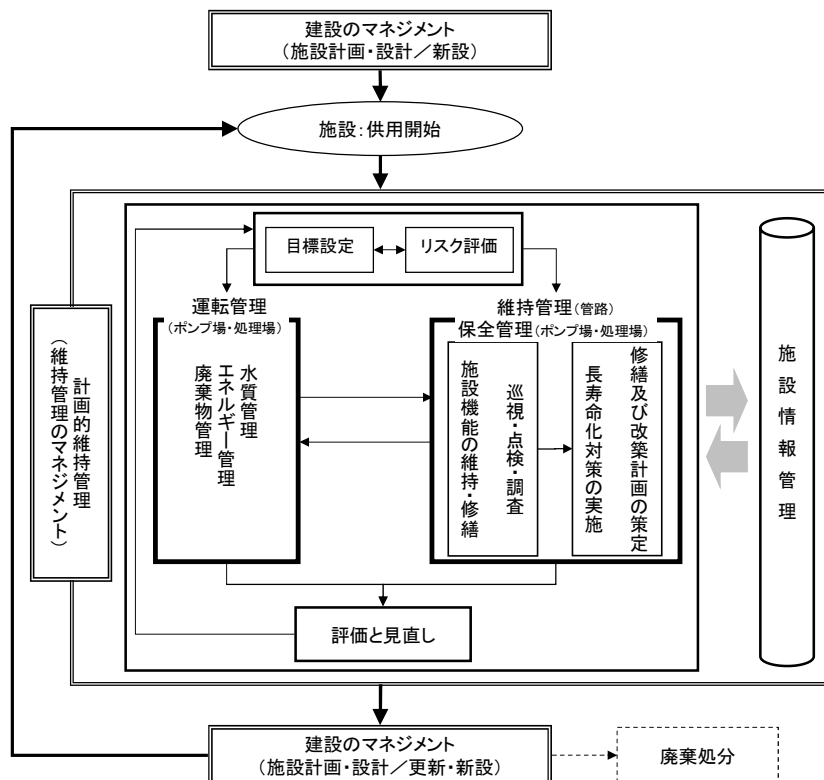 建設のマネジメント
(施設計画・設計／新設)
施設：供用開始
目標設定
リスク評価
運転管理
(ポンプ場・処理場)
維持管理(管路)
保全管理(ポンプ場・処理場)
計画的維持管理
(維持管理のマネジメント)
水質管理
エネルギー管理
廃棄物管理
巡視・点検・調査
施設機能の維持・修繕
修繕及び改築計画の策定
長寿命化対策の実施
施設情報管理
評価と見直し
建設のマネジメント
(施設計画・設計／更新・新設)
廃棄処分